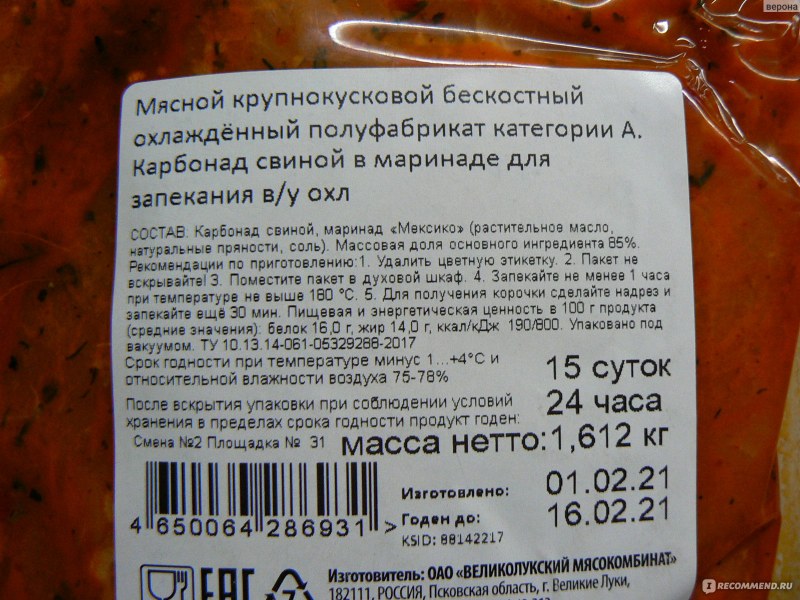 верона
Мясной крупнокусковой бескостный
охлаждённый полуфабрикат категории А.
Карбонад свиной в маринаде для
запекания в/у охл
СОСТАВ. Карбонад свиной, маринад «Мексико» (растительное масло,
натуральные пряности, соль). Массовая доля основного ингредиента 85%.
Рекомендации по приготовлению:1. Удалить цветную этикетку. 2. Пакет не
вскрывайте! 3. Поместите пакет в духовой шкаф. 4. Запекайте не менее 1 часа
при температуре не выше 180 °С. 5. Для получения корочки сделайте надрез и
запекайте ещё 30 мин. Пищевая и энергетическая ценность в 100 г продукта
(средние значения): белок 16,0 г, жир 14,0 г, ккал/кДж 190/800. Упаковано под
вакуумом. ТУ 10.13.14-061-05329288-2017
Срок годности при температуре минус 1...+4°С и
относительной влажности воздуха 75-78%
15 суток
После вскрытия упаковки при соблюдении условий
хранения в пределах срока годности продукт годен:
24 часа
Смена №2 Площадка № 31
масса нетто:1,612 кг
Изготовлено: 01.02.21
Годен до: 16.02.21
KSID: 88142217
4 650064 286931 >
EAC
7
Изготовитель: ОАО «ВЕЛИКОЛУКСКИЙ МЯСОКОМБИНАТ»
182111, РОССИЯ, Псковская область, г. Великие Луки,
I RECOMMEND.RU